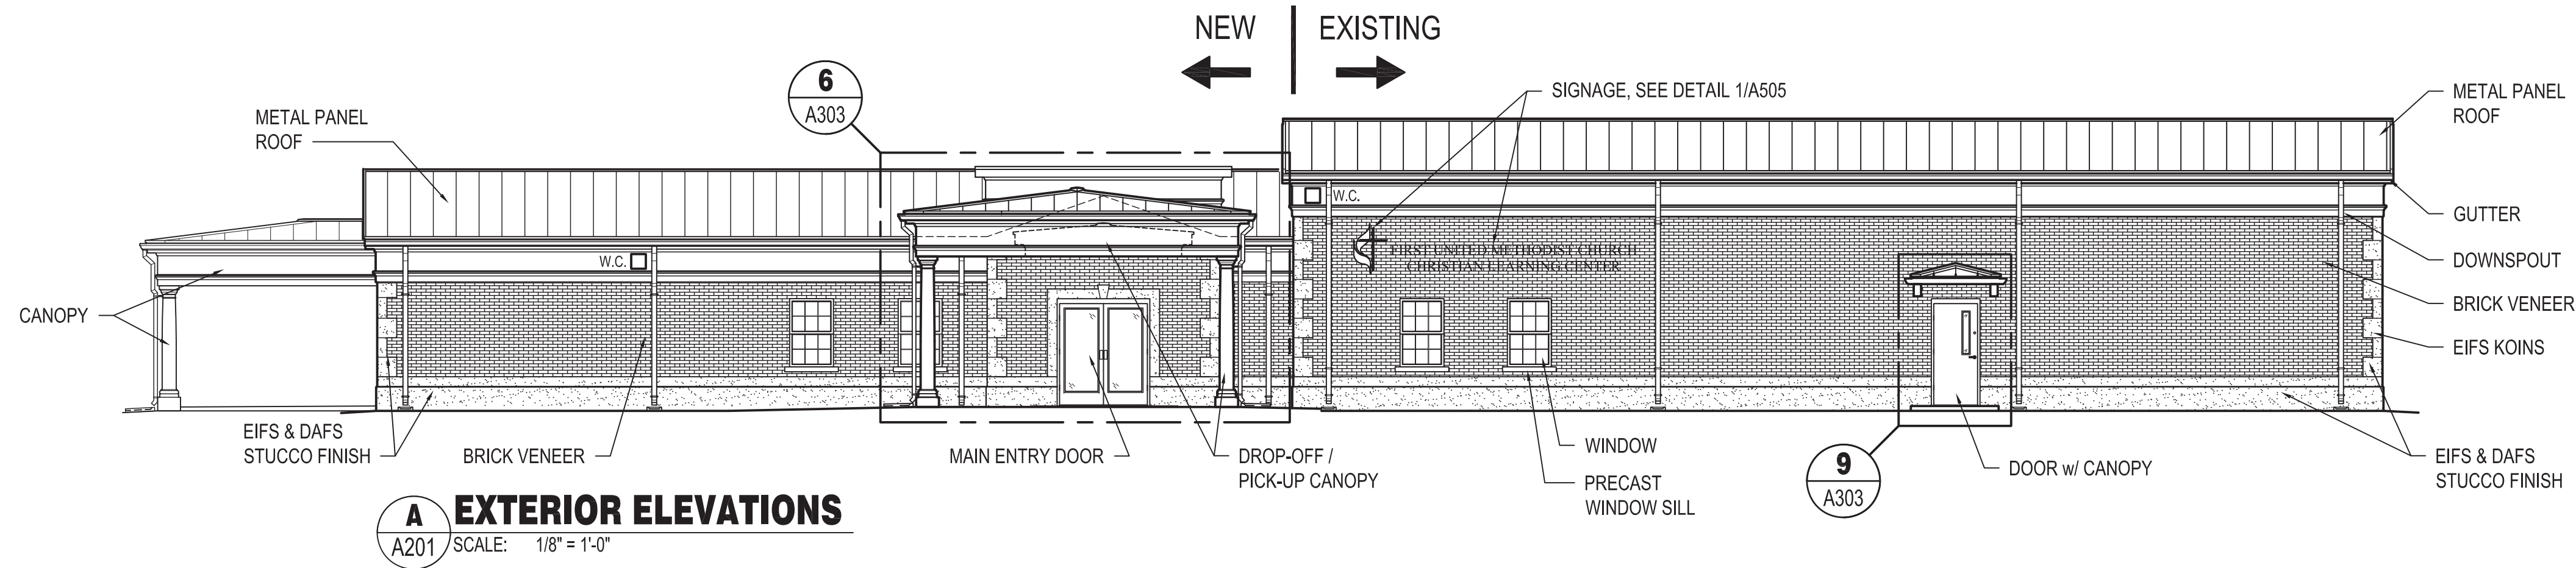 NEW
EXISTING
6
A303
SIGNAGE, SEE DETAIL 1/A505
METAL PANEL
ROOF
METAL PANEL
ROOF
W.C.
W.C.
GUTTER
FIRST UNITED METHODIST CHURCH
CHRISTIAN LEARNING CENTER
DOWNSPOUT
CANOPY
BRICK VENEER
EIFS KOINS
EIFS & DAFS
STUCCO FINISH
BRICK VENEER
MAIN ENTRY DOOR
DROP-OFF /
PICK-UP CANOPY
WINDOW
PRECAST
WINDOW SILL
9
A303
DOOR w/ CANOPY
EIFS & DAFS
STUCCO FINISH
A
A201
EXTERIOR ELEVATIONS
SCALE: 1/8" = 1'-0"